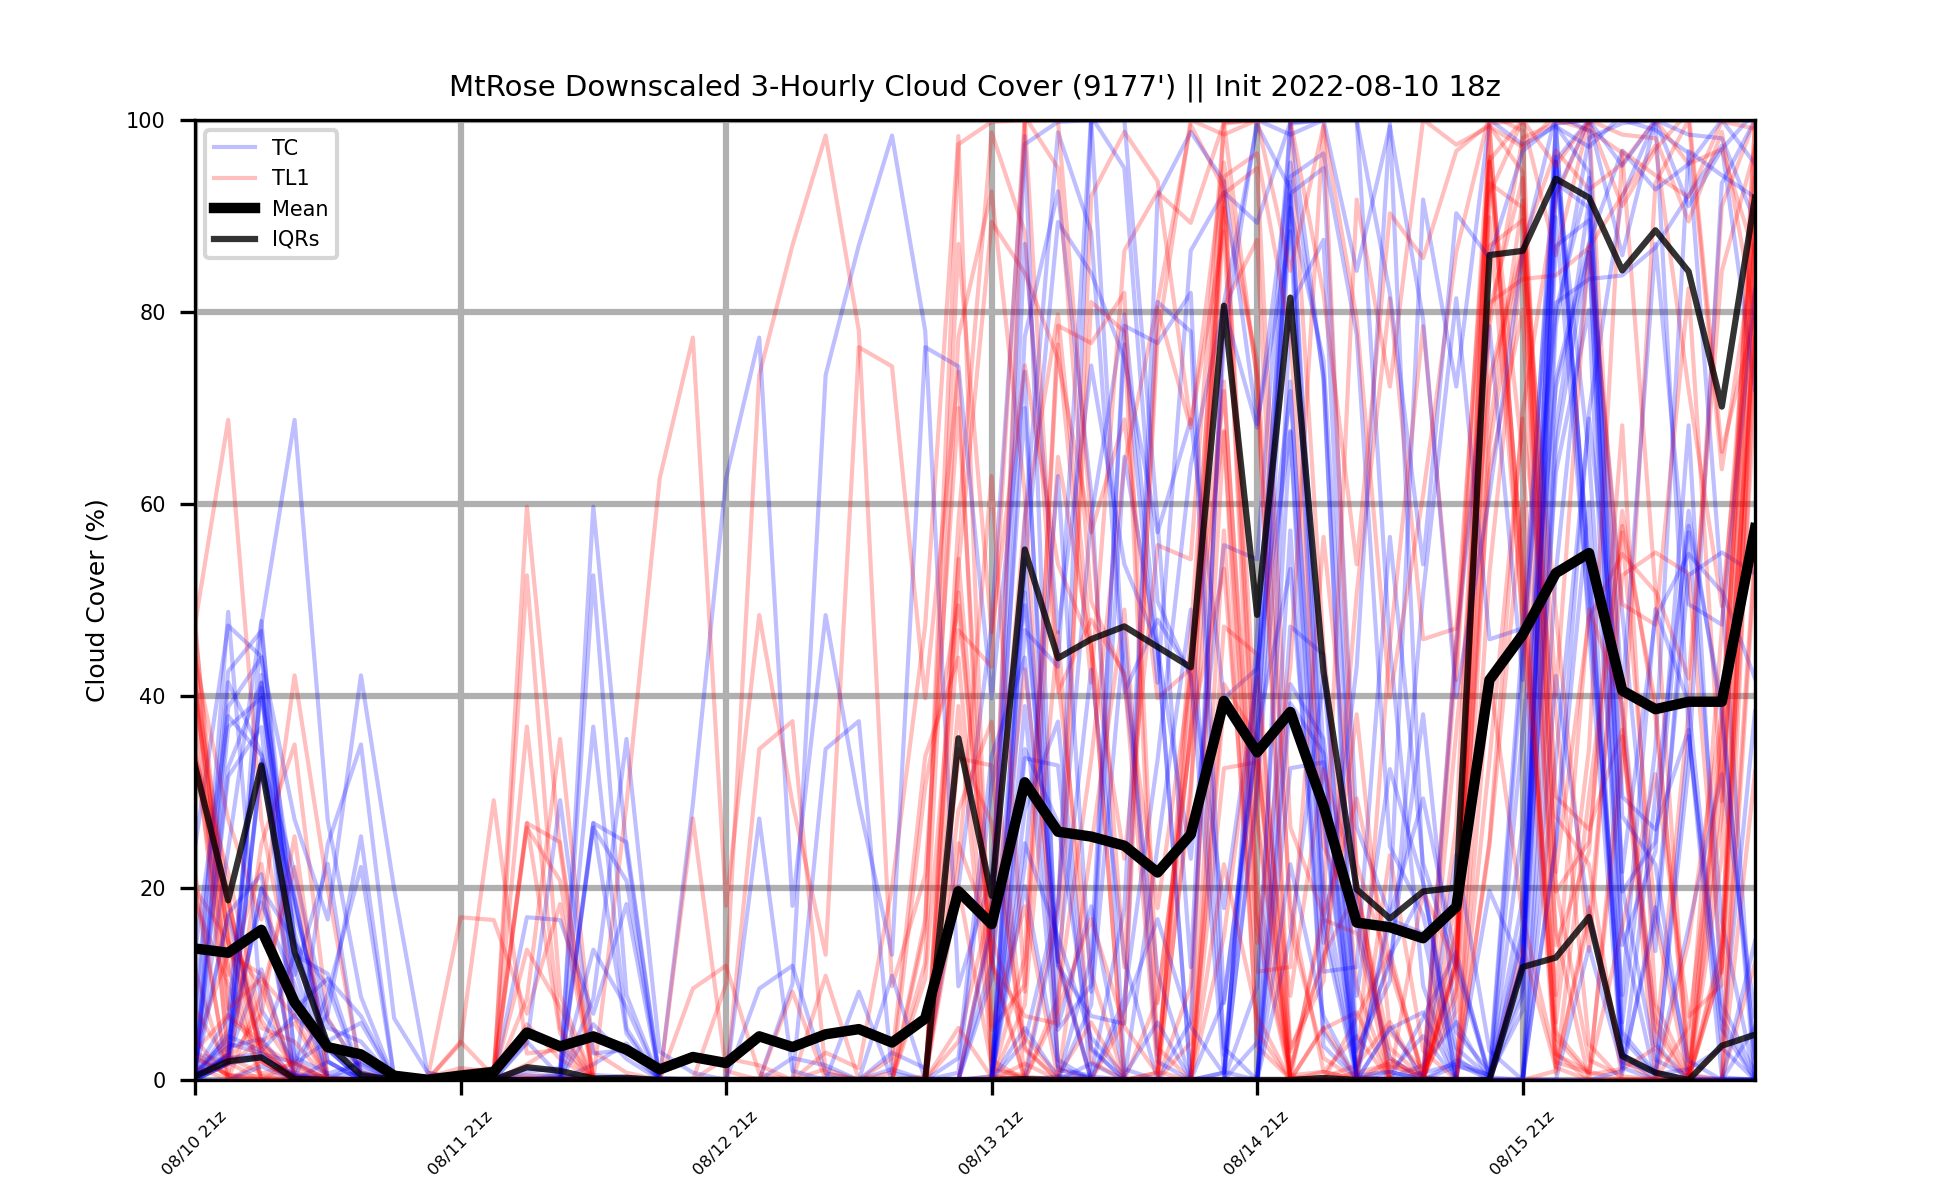 MtRose Downscaled 3-Hourly Cloud Cover (9177') || Init 2022-08-10 18z
TC
TL1
Mean
IQRs
Cloud Cover (%)
100
80
60
40
20
0
08/10 21z
08/11 21z
08/12 21z
08/13 21z
08/14 21z
08/15 21z